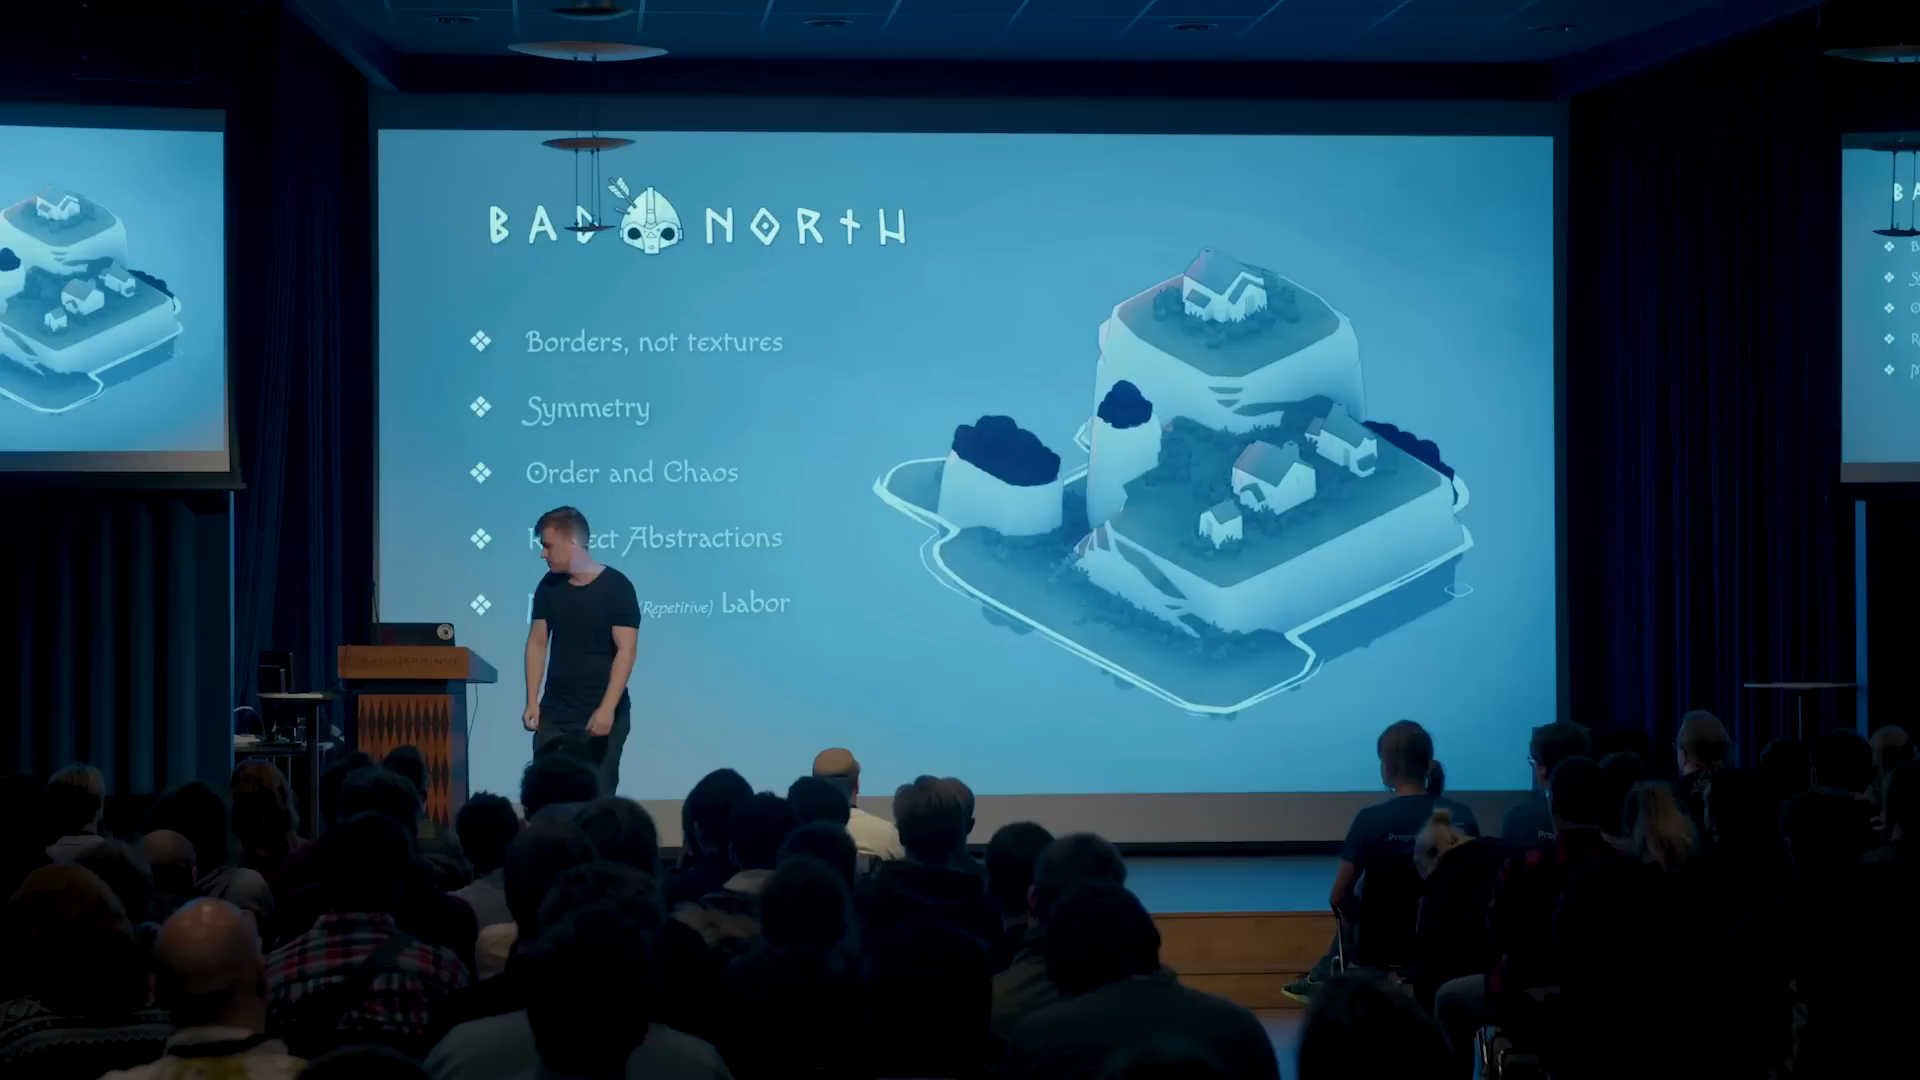 BAD NORTH
Borders, not textures
Symmetry
Order and Chaos
Abstractions
(Repetitive) Labor